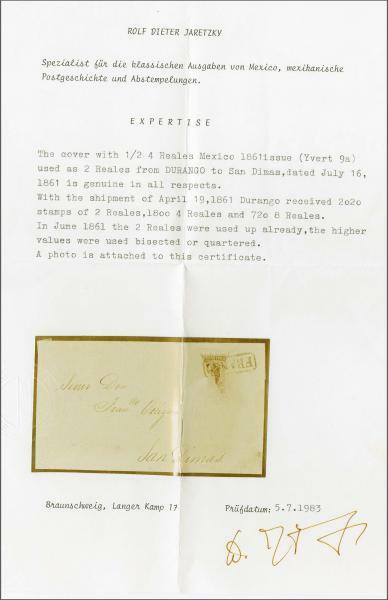 ROLF DIETER JARETZKY
Spezialist für die klassischen Ausgaben von Mexico, mexikanische
Postgeschichte und Abstempelungen.
EXPERTISE
The cover with 1/2 4 Reales Mexico 1861issue (Yvert 9a)
used as 2 Reales from DURANGO to San Dimas,dated July 16,
1861 is genuine in all respects.
With the shipment of April 19,1861 Durango received 2o2o
stamps of 2 Reales,18oo 4 Reales and 72o 8 Reales.
In June 1861 the 2 Reales were used up already,the higher
values were used bisected or quartered.
A photo is attached to this certificate.
FRAN
Señor Don
San Dimas
Braunschweig, Langer Kamp 17
Prüfdatum: 5.7.1983